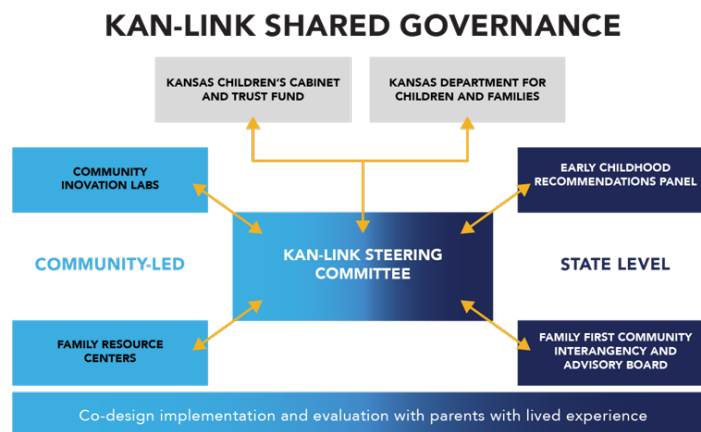 KAN-LINK SHARED GOVERNANCE
KANSAS CHILDREN'S CABINET
AND TRUST FUND
KANSAS DEPARTMENT FOR
CHILDREN AND FAMILIES
COMMUNITY
INOVATION LABS
EARLY CHILDHOOD
RECOMMENDATIONS PANEL
COMMUNITY-LED
KAN-LINK STEERING
COMMITTEE
STATE LEVEL
FAMILY RESOURCE
CENTERS
FAMILY FIRST COMMUNITY
INTERANGENCY AND
ADVISORY BOARD
Co-design implementation and evaluation with parents with lived experience